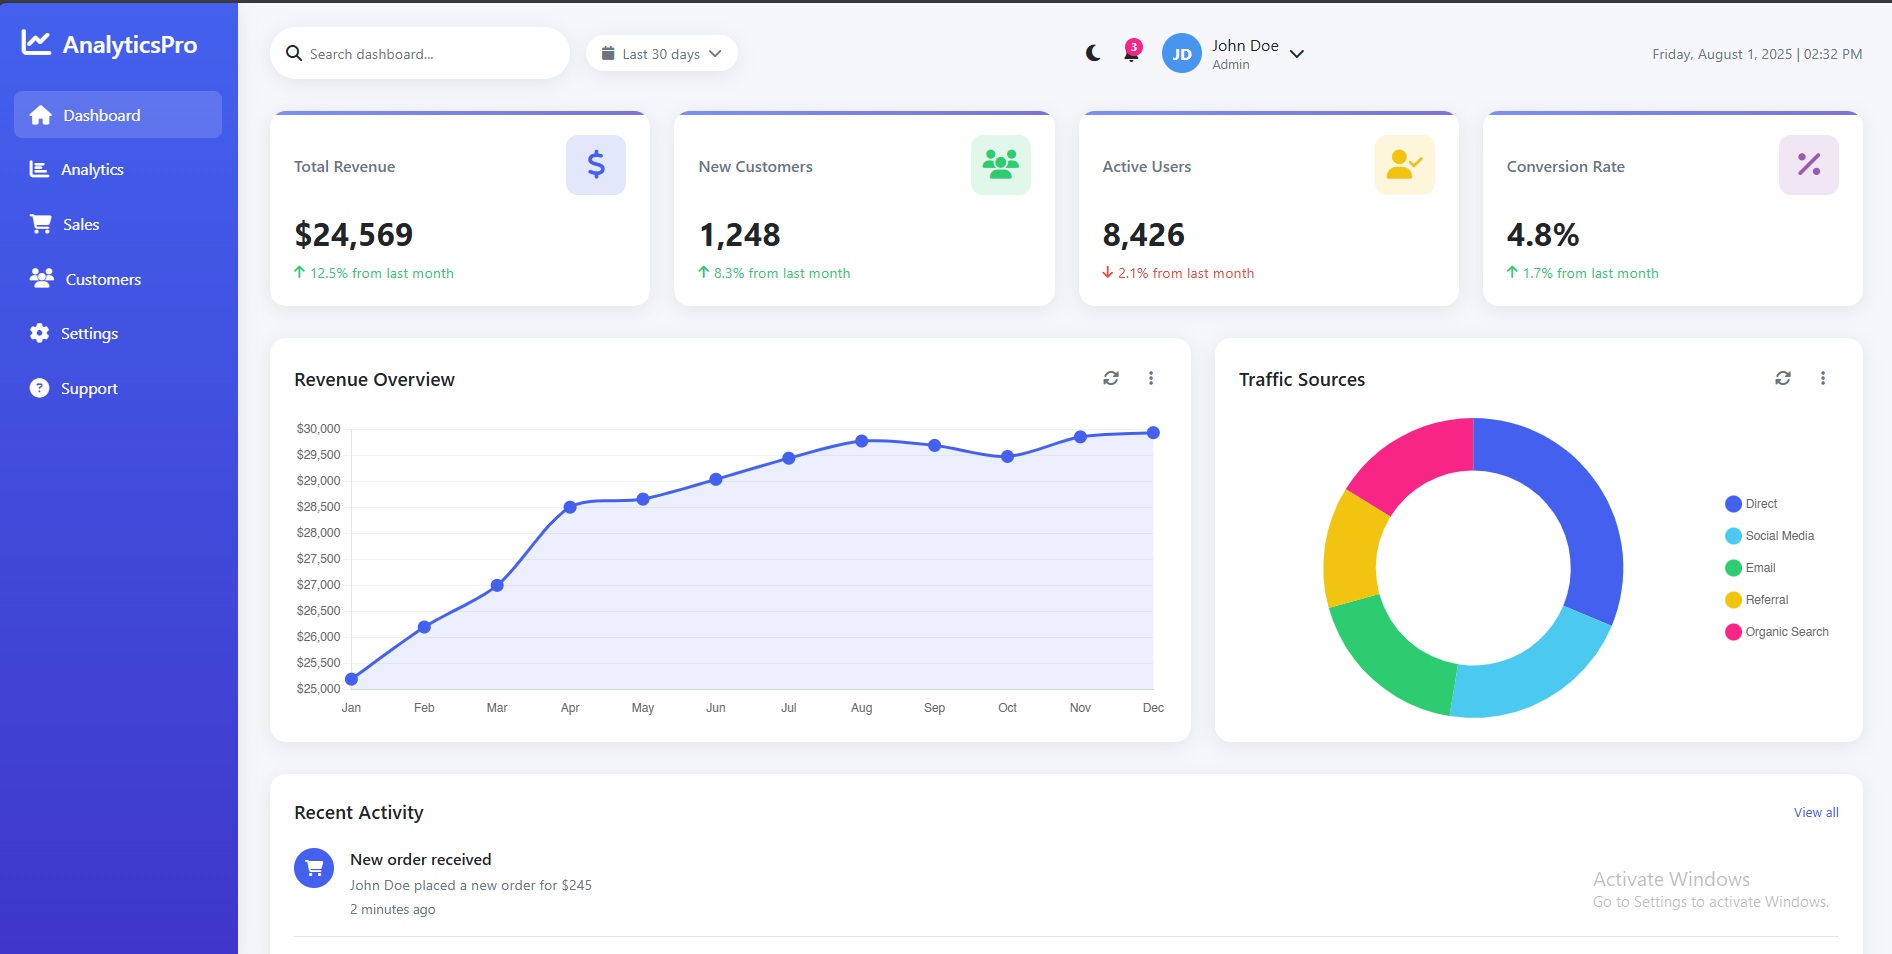 AnalyticsPro
Dashboard
Analytics
Sales
Customers
Settings
Support
Search dashboard...
Last 30 days
3
JD
John Doe
Admin
Friday, August 1, 2025 | 02:32 PM
Total Revenue
$
$24,569
12.5% from last month
New Customers
1,248
8.3% from last month
Active Users
8,426
2.1% from last month
Conversion Rate
%
4.8%
1.7% from last month
Revenue Overview
$30,000
$29,500
$29,000
$28,500
$28,000
$27,500
$27,000
$26,500
$26,000
$25,500
$25,000
Jan Feb Mar Apr May Jun Jul Aug Sep Oct Nov Dec
Traffic Sources
Direct
Social Media
Email
Referral
Organic Search
Recent Activity
View all
New order received
John Doe placed a new order for $245
2 minutes ago
Activate Windows
Go to Settings to activate Windows.